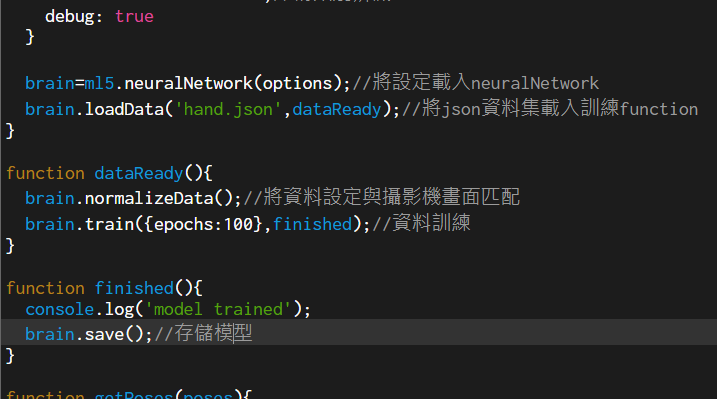 debug: true
}
brain=ml5.neuralNetwork(options);//將設定載入neuralNetwork
brain.loadData('hand.json',dataReady);//將json資料集載入訓練function
}
function dataReady(){
brain.normalizeData();//將資料設定與攝影機畫面匹配
brain.train({epochs:100},finished);//資料訓練
}
function finished(){
console.log('model trained');
brain.save();//存儲模型
}
function getPoses(poses){